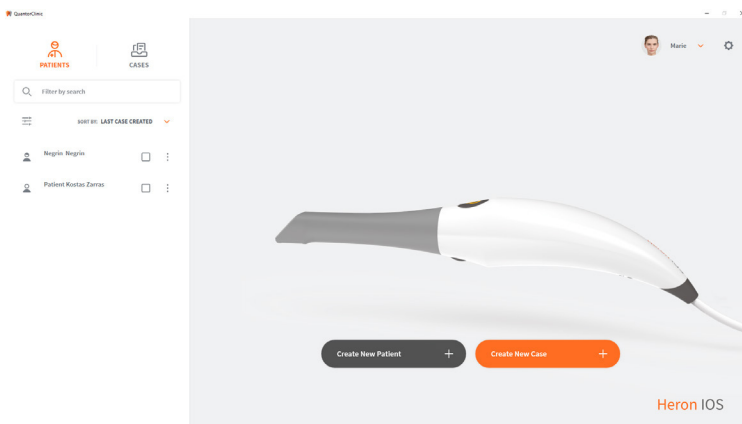 QuanterClinic
PATIENTS
CASES
Filter by search
SORT BY: LAST CASE CREATED
Negrin Negrin
Patient Kostas Zarras
Marie
Create New Patient +
Create New Case +
Heron IOS